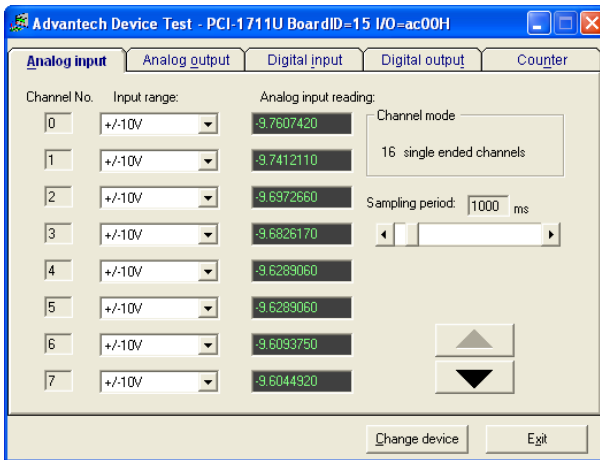 Advantech Device Test - PCI-1711U BoardID=15 I/O=ac00H
Analog input Analog output Digital input Digital output Counter
Channel No. Input range: Analog input reading:
Channel mode
0 +/-10V -9.7607420
16 single ended channels
1 +/-10V -9.7412110
2 +/-10V -9.6972660
Sampling period: 1000 ms
3 +/-10V -9.6826170
4 +/-10V -9.6289060
5 +/-10V -9.6289060
6 +/-10V -9.6093750
7 +/-10V -9.6044920
Change device Exit